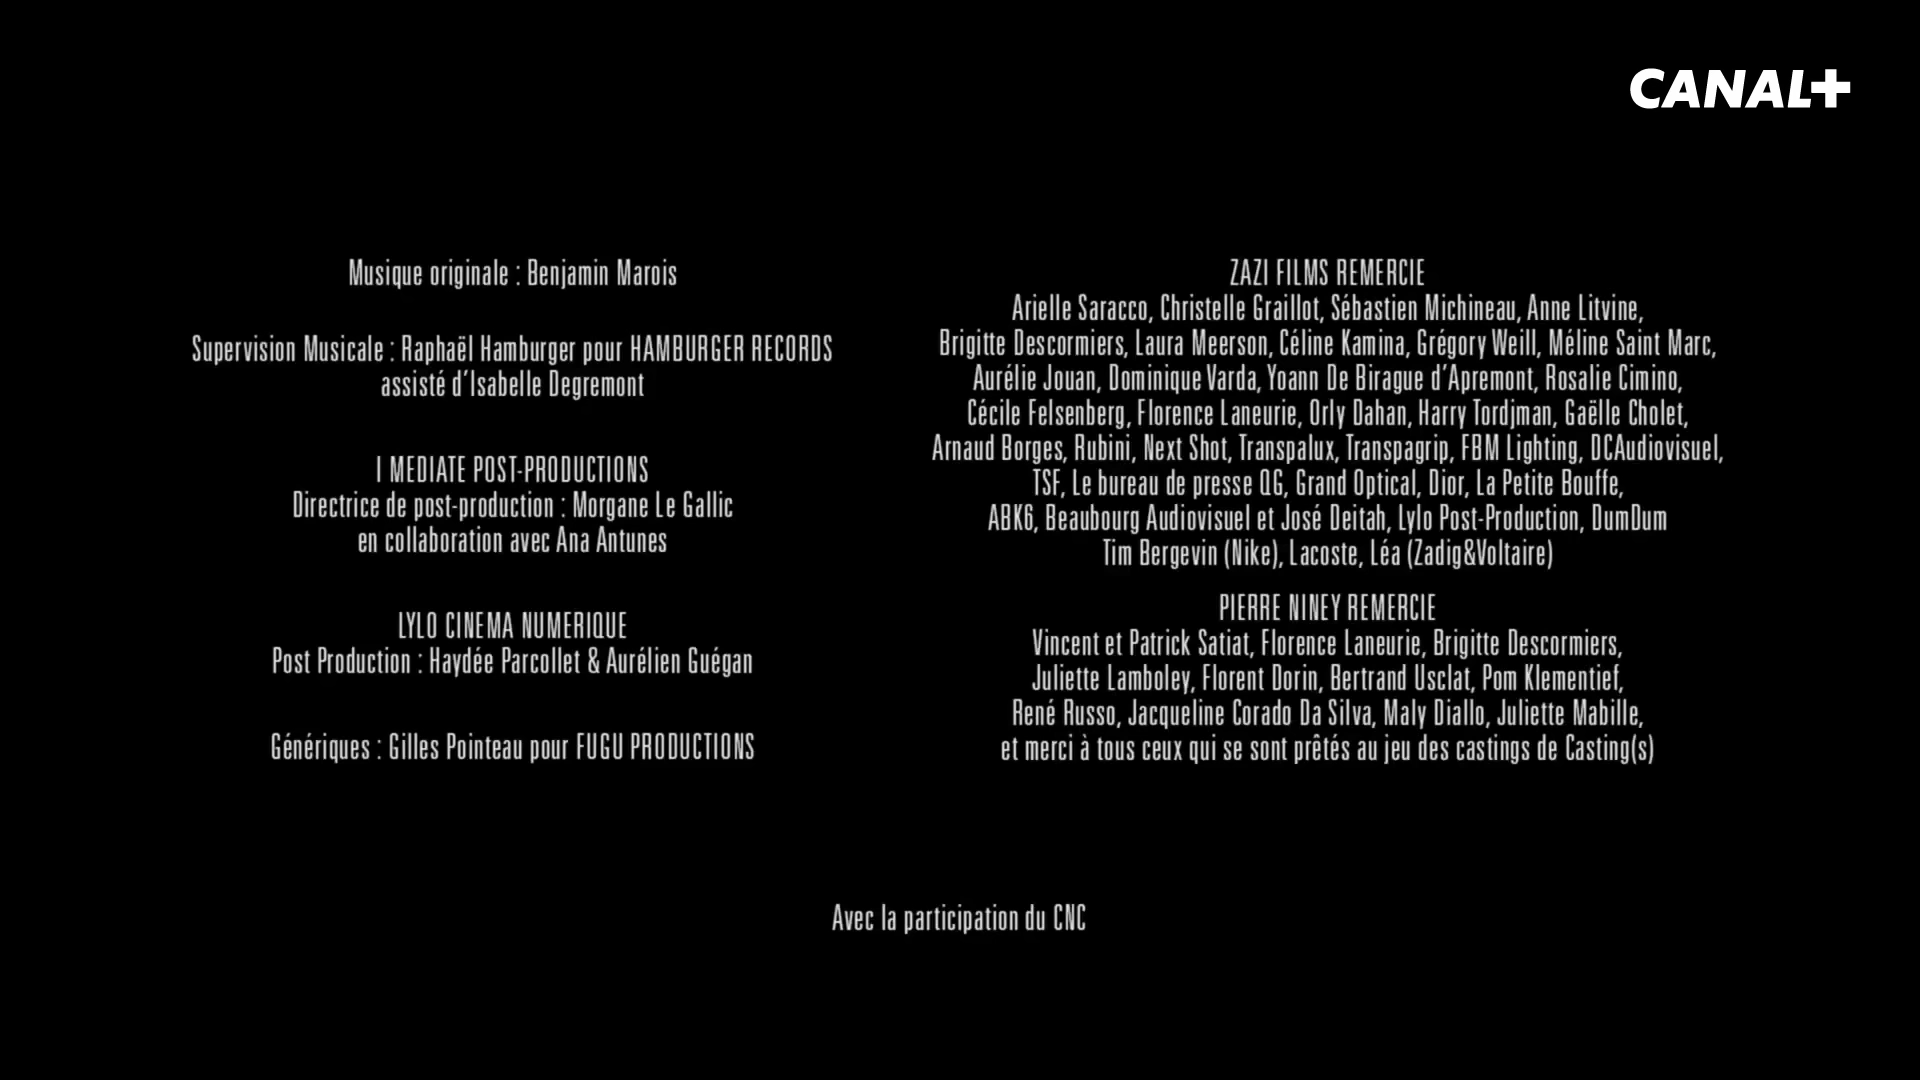 CANAL+
Musique originale : Benjamin Marois
Supervision Musicale : Raphaël Hamburger pour HAMBURGER RECORDS
assisté d'Isabelle Degremont
I MEDIATE POST-PRODUCTIONS
Directrice de post-production : Morgane Le Gallic
en collaboration avec Ana Antunes
LYLO CINEMA NUMERIQUE
Post Production : Haydée Parcollet & Aurélien Guégan
Génériques : Gilles Pointeau pour FUGU PRODUCTIONS
ZAZI FILMS REMERCIE
Arielle Saracco, Christelle Graillot, Sébastien Michineau, Anne Litvine,
Brigitte Descormiers, Laura Meerson, Céline Kamina, Grégory Weill, Méline Saint Marc,
Aurélie Jouan, Dominique Varda, Yoann De Birague d'Apremont, Rosalie Cimino,
Cécile Felsenberg, Florence Laneurie, Orly Dahan, Harry Tordjman, Gaëlle Cholet,
Arnaud Borges, Rubini, Next Shot, Transpalux, Transpagrip, FBM Lighting, DCAudiovisuel,
TSF, Le bureau de presse QG, Grand Optical, Dior, La Petite Bouffe,
ABK6, Beaubourg Audiovisuel et José Deitah, Lylo Post-Production, DumDum
Tim Bergevin (Nike), Lacoste, Léa (Zadig&Voltaire)
PIERRE NINEY REMERCIE
Vincent et Patrick Satiat, Florence Laneurie, Brigitte Descormiers,
Juliette Lamboley, Florent Dorin, Bertrand Usclat, Pom Klementief,
René Russo, Jacqueline Corado Da Silva, Maly Diallo, Juliette Mabille,
et merci à tous ceux qui se sont prêtés au jeu des castings de Casting(s)
Avec la participation du CNC